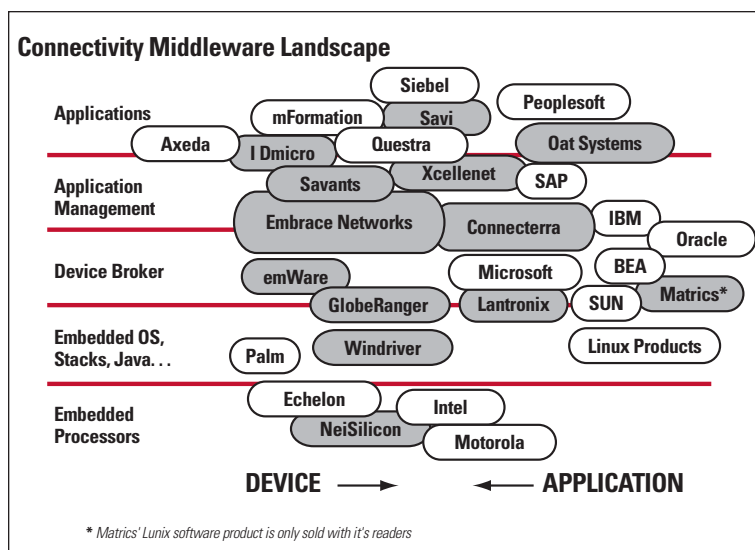 Connectivity Middleware Landscape
Siebel
Peoplesoft
Applications
mFormation
Savi
Axeda
I Dmicro
Questra
Oat Systems
Xcellenet
SAP
Application
Management
Savants
Embrace Networks
Connecterra
IBM
Oracle
Device Broker
emWare
Microsoft
BEA
GlobeRanger
Lantronix
SUN
Matrics*
Embedded OS,
Stacks, Java. . .
Palm
Windriver
Linux Products
Embedded
Processors
Echelon
Intel
NeiSilicon
Motorola
DEVICE
APPLICATION
* Matrics' Lunix software product is only sold with it's readers